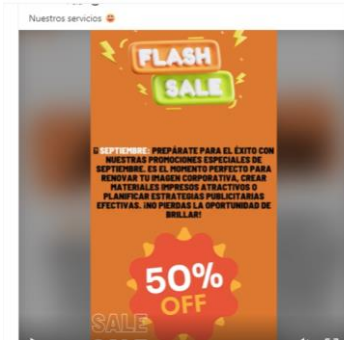 Nuestros servicios
FLASH
SALE
SEPTIEMBRE: PREPÁRATE PARA EL ÉXITO CON
NUESTRAS PROMOCIONES ESPECIALES DE
SEPTIEMBRE. ES EL MOMENTO PERFECTO PARA
RENOVAR TU IMAGEN CORPORATIVA, CREAR
MATERIALES IMPRESOS ATRACTIVOS O
PLANIFICAR ESTRATEGIAS PUBLICITARIAS
EFECTIVAS. ¡NO PIERDAS LA OPORTUNIDAD DE
BRILLAR!
50%
OFF
SALE